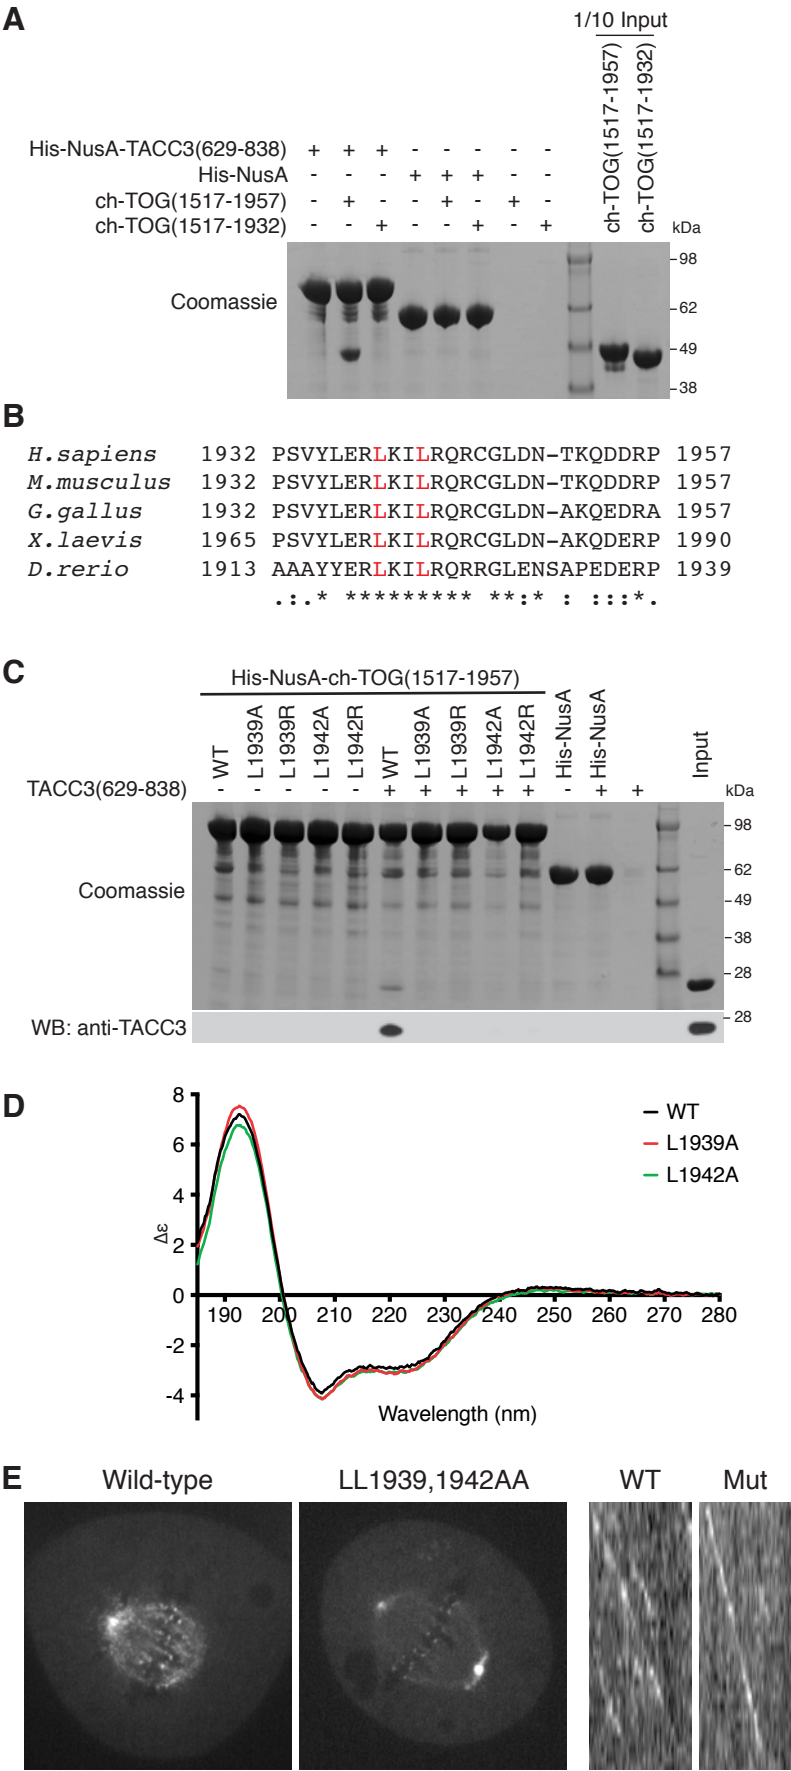 A
1/10 Input
ch-TOG(1517-1957)
ch-TOG(1517-1932)
His-NusA-TACC3(629-838) + + + - - - - -
His-NusA - - - + + + - -
ch-TOG(1517-1957) - + - - + - + -
ch-TOG(1517-1932) - - + - - + - +
kDa
98
Coomassie
62
49
38
B
H.sapiens 1932 PSVYLERLKILRQRCGLDN-TKQDDRP 1957
M.musculus 1932 PSVYLERLKILRQRCGLDN-TKQDDRP 1957
G.gallus 1932 PSVYLERLKILRQRCGLDN-AKQEDRA 1957
X.laevis 1965 PSVYLERLKILRQRCGLDN-AKQDERP 1990
D.rerio 1913 AAAYYERLKILRQRRGLENSAPEDERP 1939
.:.* ********* **:* : :::*.
C
His-NusA-ch-TOG(1517-1957)
WT L1939A L1939R L1942A L1942R WT L1939A L1939R L1942A L1942R His-NusA His-NusA Input
TACC3(629-838) - - - - - + + + + + - + +
kDa
98
62
Coomassie
49
38
28
28
WB: anti-TACC3
D
8
6
4
2
0
-2
-4
Δε
WT
L1939A
L1942A
190 200 210 220 230 240 250 260 270 280
Wavelength (nm)
E
Wild-type LL1939,1942AA WT Mut